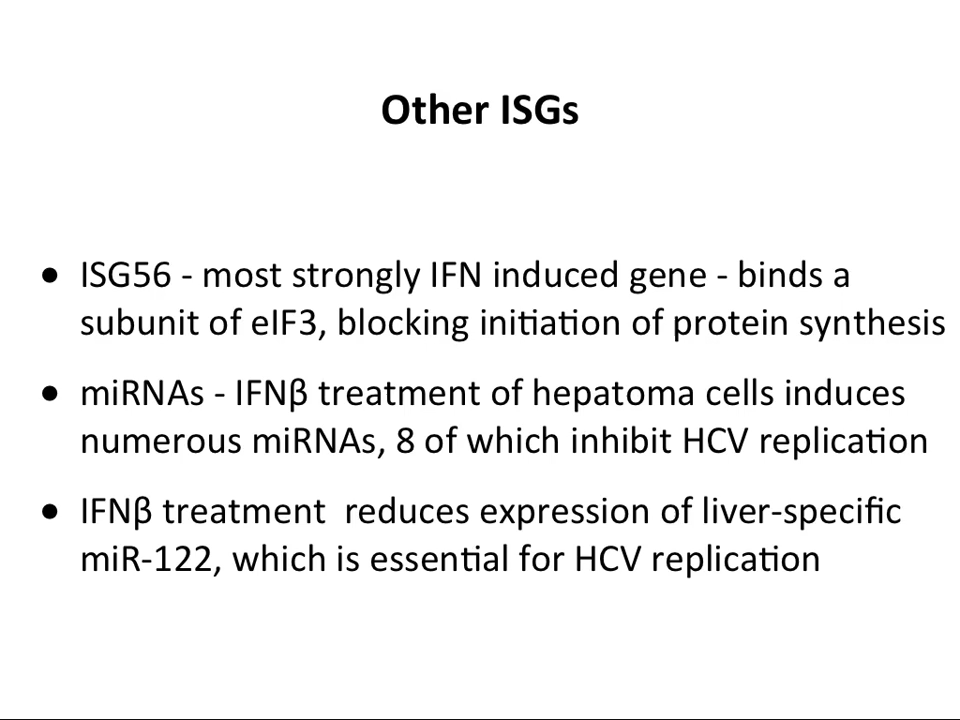 Other ISGs
● ISG56 - most strongly IFN induced gene - binds a
subunit of eIF3, blocking initiation of protein synthesis
● miRNAs - IFNβ treatment of hepatoma cells induces
numerous miRNAs, 8 of which inhibit HCV replication
● IFNβ treatment  reduces expression of liver-specific
miR-122, which is essential for HCV replication